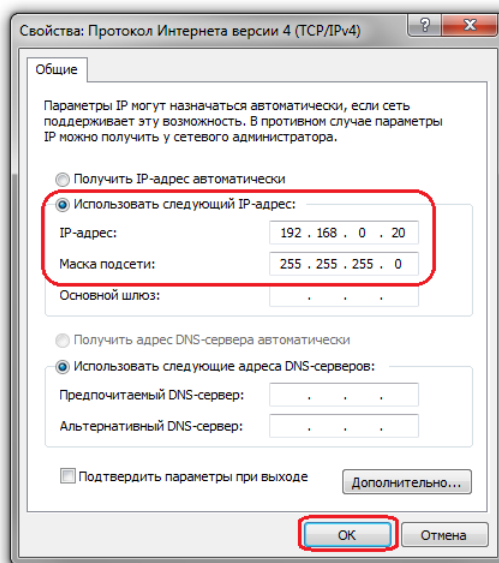 Свойства: Протокол Интернета версии 4 (TCP/IPv4)
Общие
Параметры IP могут назначаться автоматически, если сеть
поддерживает эту возможность. В противном случае параметры
IP можно получить у сетевого администратора.
Получить IP-адрес автоматически
Использовать следующий IP-адрес:
IP-адрес: 192 . 168 . 0 . 20
Маска подсети: 255 . 255 . 255 . 0
Основной шлюз: . . .
Получить адрес DNS-сервера автоматически
Использовать следующие адреса DNS-серверов:
Предпочитаемый DNS-сервер: . . .
Альтернативный DNS-сервер: . . .
Подтвердить параметры при выходе
Дополнительно...
ОК Отмена